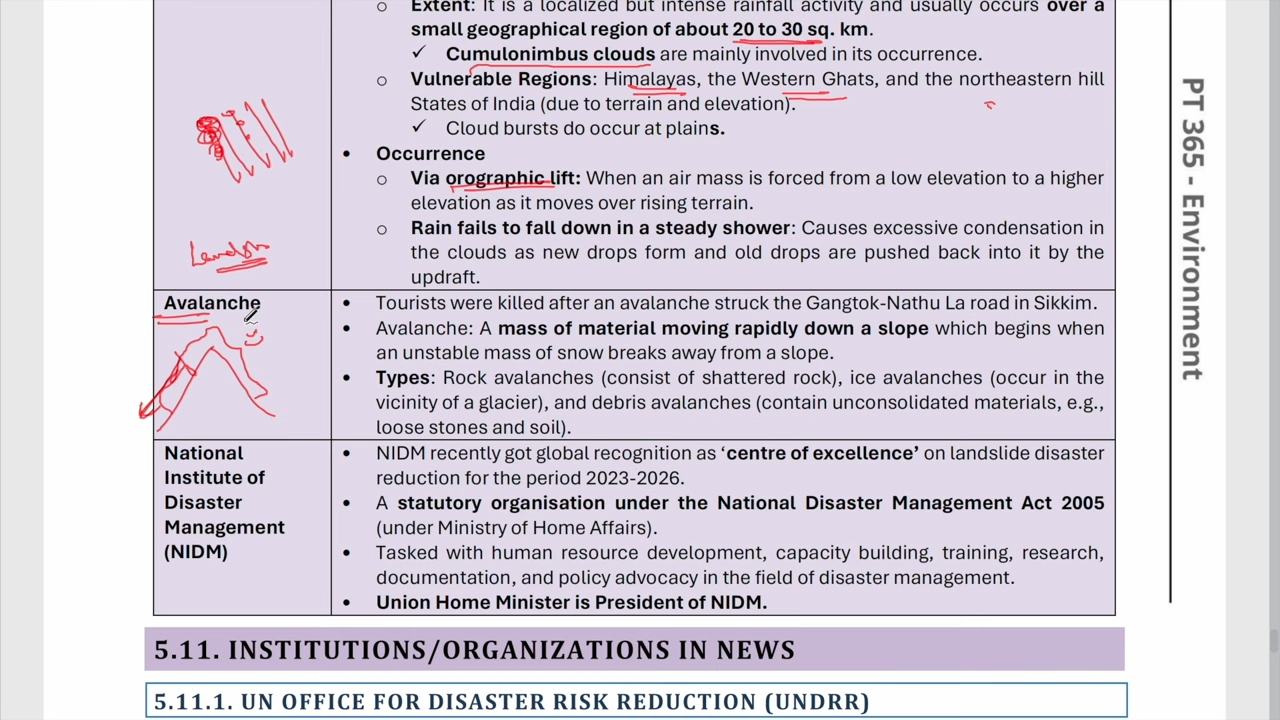 o Extent: It is a localized but intense rainfall activity and usually occurs over a
small geographical region of about 20 to 30 sq. km.
✓ Cumulonimbus clouds are mainly involved in its occurrence.
o Vulnerable Regions: Himalayas, the Western Ghats, and the northeastern hill
States of India (due to terrain and elevation).
✓ Cloud bursts do occur at plains.
• Occurrence
o Via orographic lift: When an air mass is forced from a low elevation to a higher
elevation as it moves over rising terrain.
o Rain fails to fall down in a steady shower: Causes excessive condensation in
the clouds as new drops form and old drops are pushed back into it by the
updraft.
Avalanche
• Tourists were killed after an avalanche struck the Gangtok-Nathu La road in Sikkim.
• Avalanche: A mass of material moving rapidly down a slope which begins when
an unstable mass of snow breaks away from a slope.
• Types: Rock avalanches (consist of shattered rock), ice avalanches (occur in the
vicinity of a glacier), and debris avalanches (contain unconsolidated materials, e.g.,
loose stones and soil).
National
Institute of
Disaster
Management
(NIDM)
• NIDM recently got global recognition as ‘centre of excellence’ on landslide disaster
reduction for the period 2023-2026.
• A statutory organisation under the National Disaster Management Act 2005
(under Ministry of Home Affairs).
• Tasked with human resource development, capacity building, training, research,
documentation, and policy advocacy in the field of disaster management.
• Union Home Minister is President of NIDM.
5.11. INSTITUTIONS/ORGANIZATIONS IN NEWS
5.11.1. UN OFFICE FOR DISASTER RISK REDUCTION (UNDRR)
PT 365 - Environment